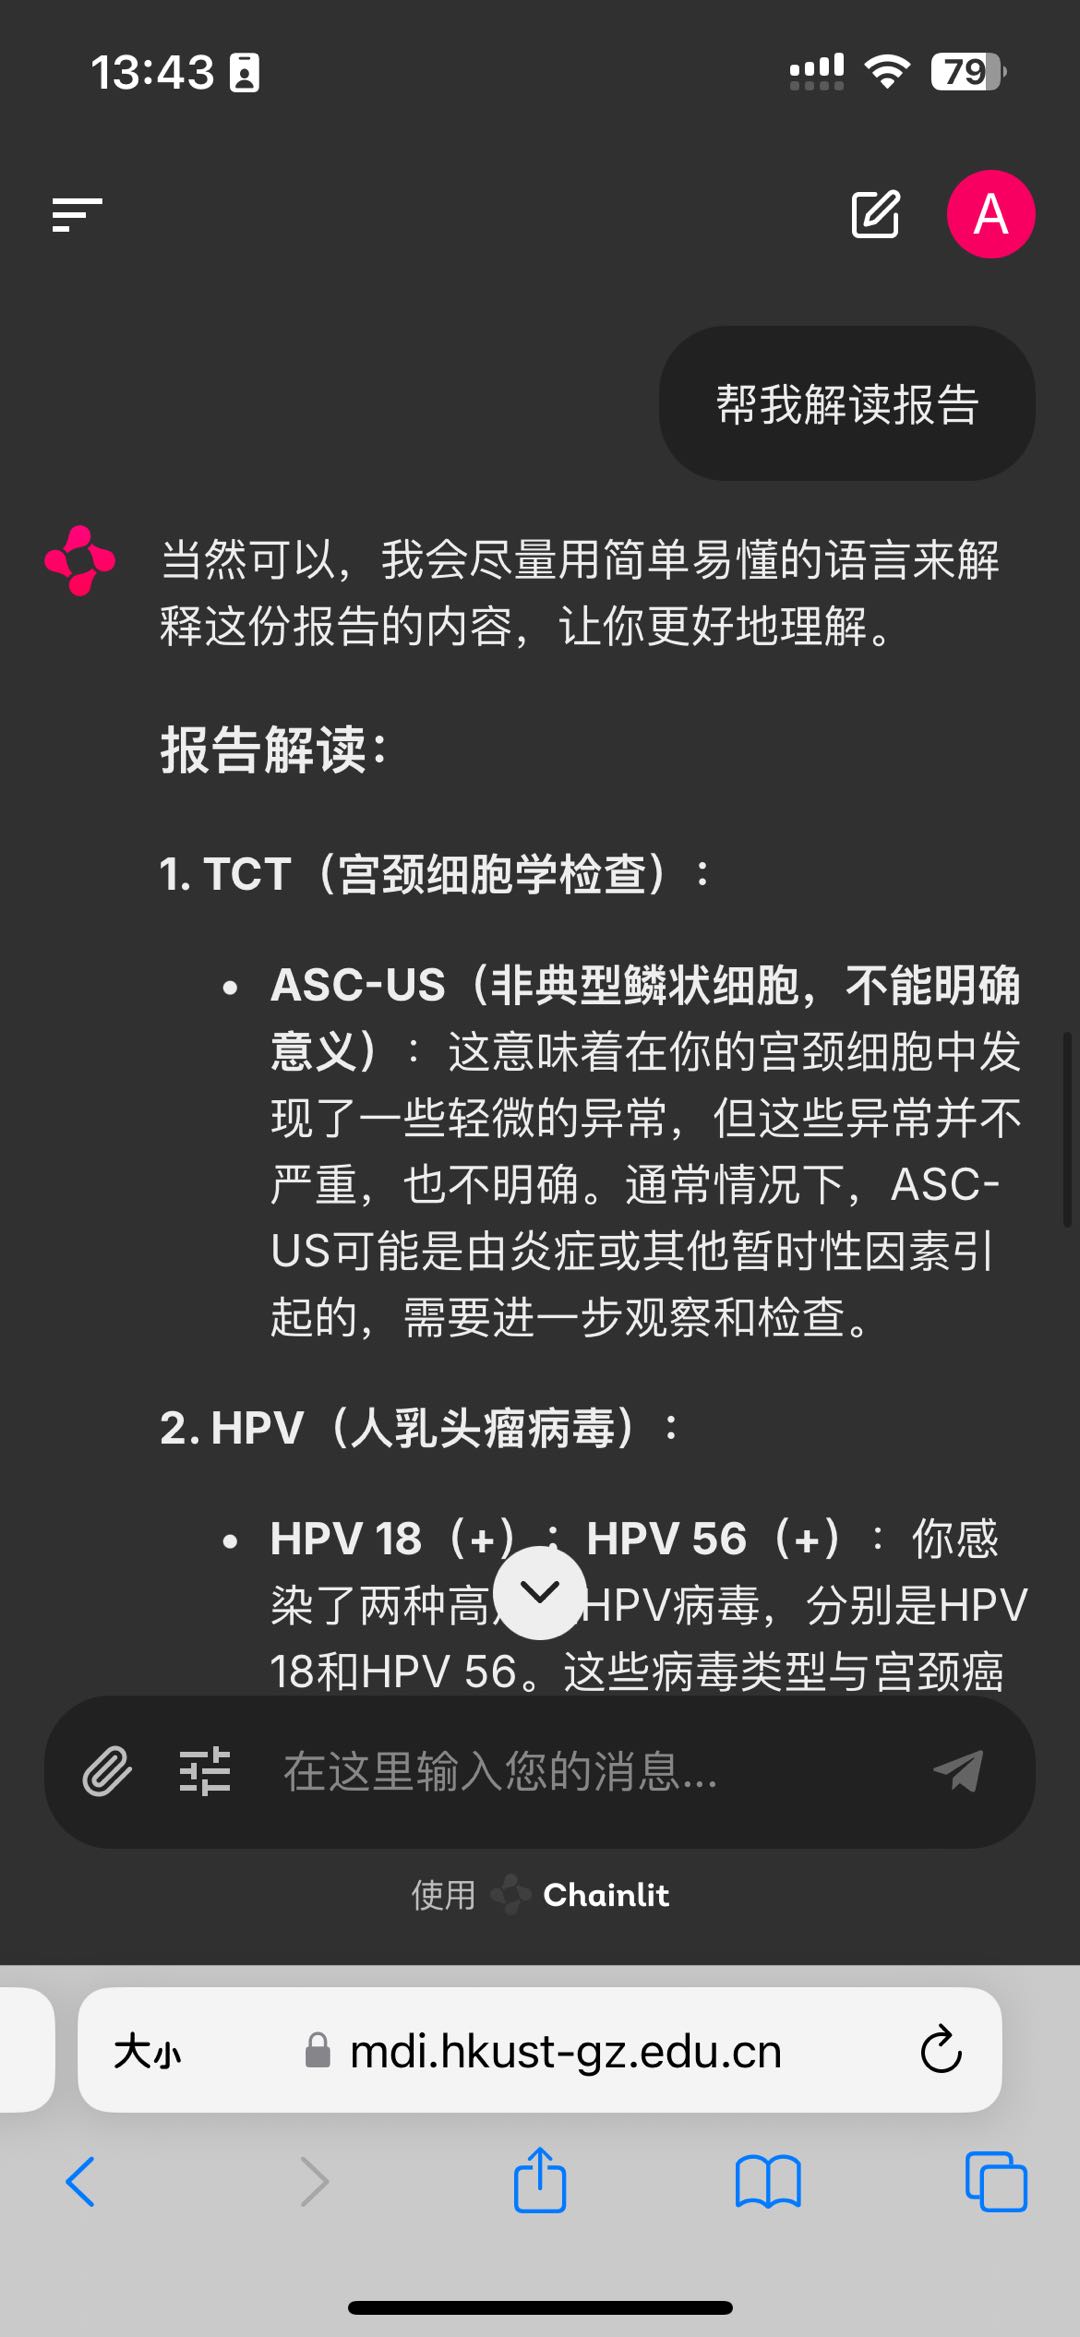 13:43
79
A
帮我解读报告
当然可以，我会尽量用简单易懂的语言来解
释这份报告的内容，让你更好地理解。
报告解读：
1. TCT（宫颈细胞学检查）：
• ASC-US（非典型鳞状细胞，不能明确
意义）：这意味着在你的宫颈细胞中发
现了一些轻微的异常，但这些异常并不
严重，也不明确。通常情况下，ASC-
US可能是由炎症或其他暂时性因素引
起的，需要进一步观察和检查。
2. HPV（人乳头瘤病毒）：
• HPV 18（+）；HPV 56（+）：你感
染了两种高 HPV病毒，分别是HPV
18和HPV 56。这些病毒类型与宫颈癌
在这里输入您的消息...
使用 Chainlit
大小 mdi.hkust-gz.edu.cn